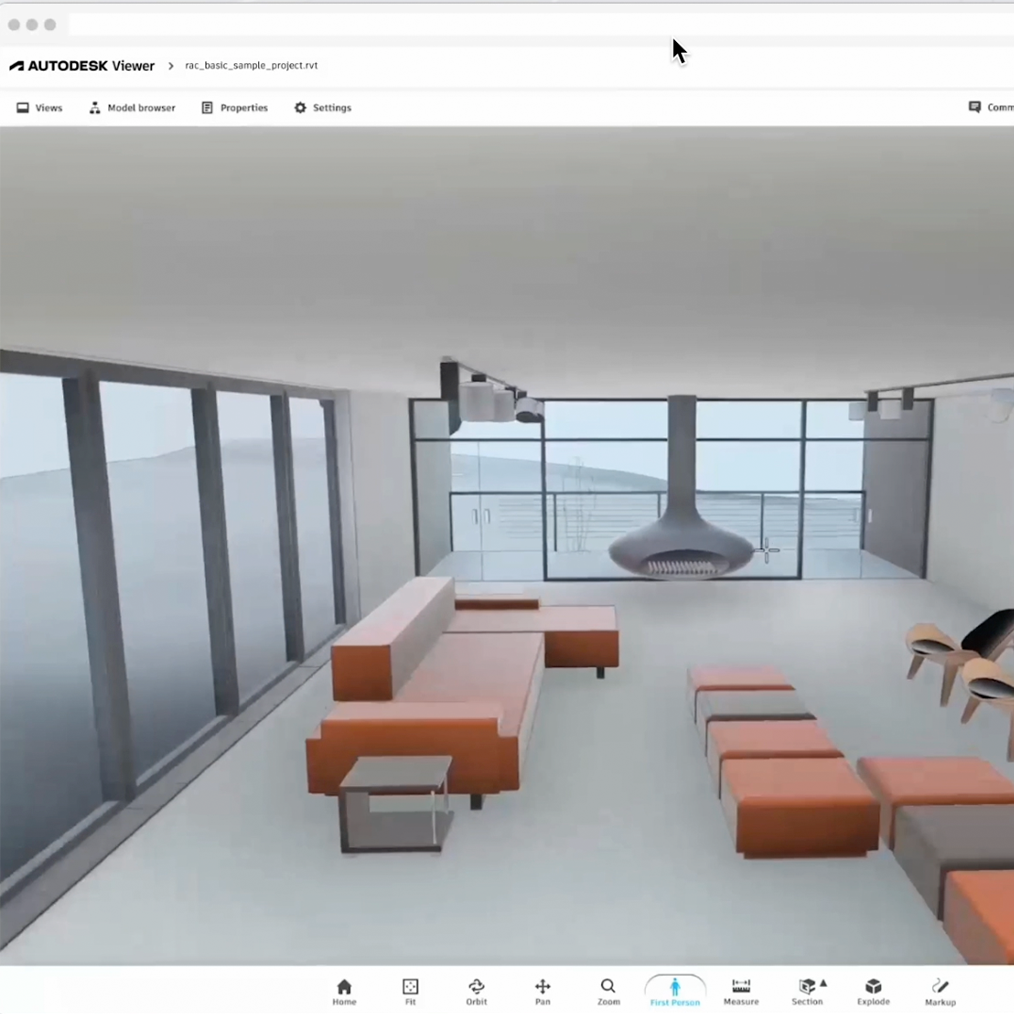 AUTODESK Viewer > rac_basic_sample_project.rvt
Views Model browser Properties Settings
Home Fit Orbit Pan Zoom First Person Measure Section Explode Markup